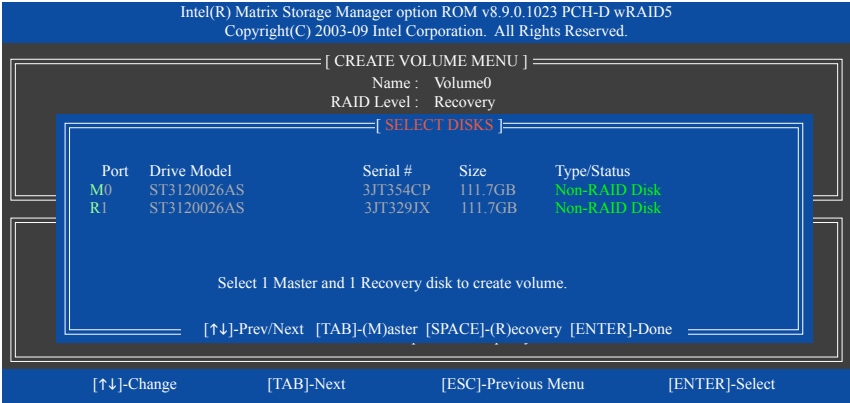 Intel(R) Matrix Storage Manager option ROM v8.9.0.1023 PCH-D wRAID5
Copyright(C) 2003-09 Intel Corporation. All Rights Reserved.
[ CREATE VOLUME MENU ]
Name : Volume0
RAID Level : Recovery
[ SELECT DISKS ]
Port Drive Model Serial # Size Type/Status
M0 ST3120026AS 3JT354CP 111.7GB Non-RAID Disk
R1 ST3120026AS 3JT329JX 111.7GB Non-RAID Disk
Select 1 Master and 1 Recovery disk to create volume.
[↑↓]-Prev/Next [TAB]-(M)aster [SPACE]-(R)ecovery [ENTER]-Done
[↑↓]-Change [TAB]-Next [ESC]-Previous Menu [ENTER]-Select